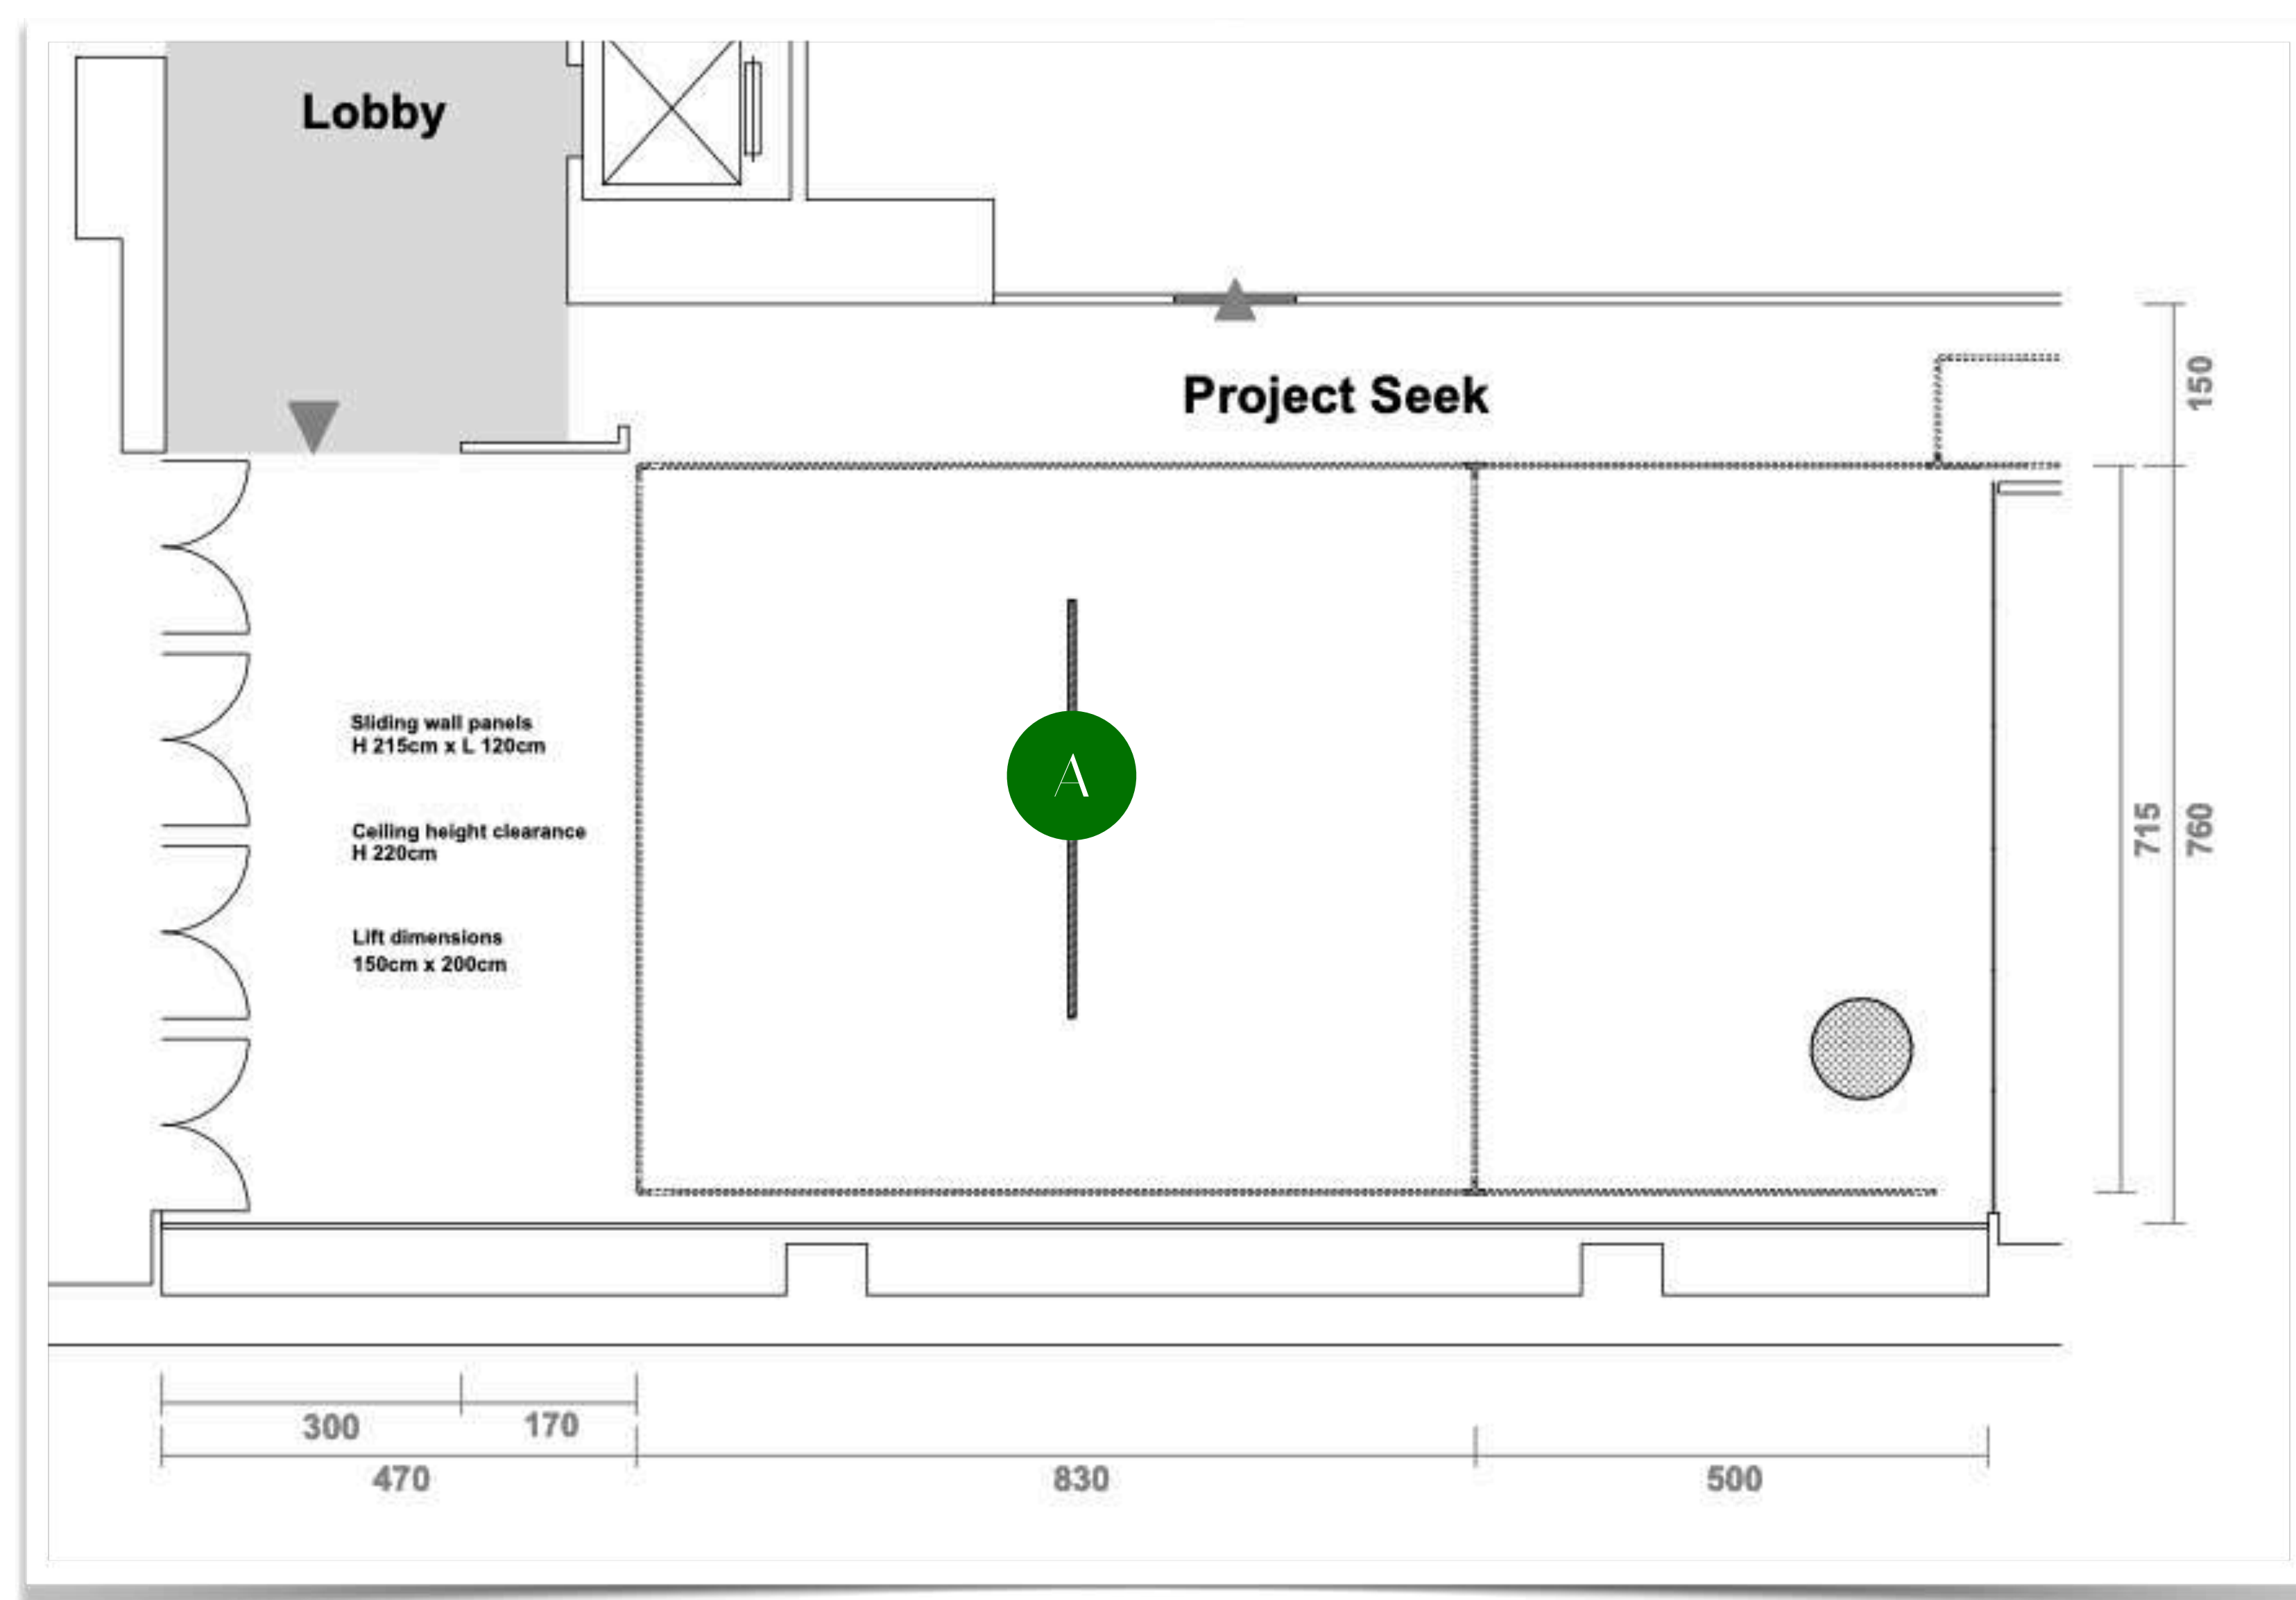 Lobby
150
Project Seek
Sliding wall panels
H 215cm x L 120cm
A
Ceiling height clearance
H 220cm
715
760
Lift dimensions
150cm x 200cm
300
170
470
830
500